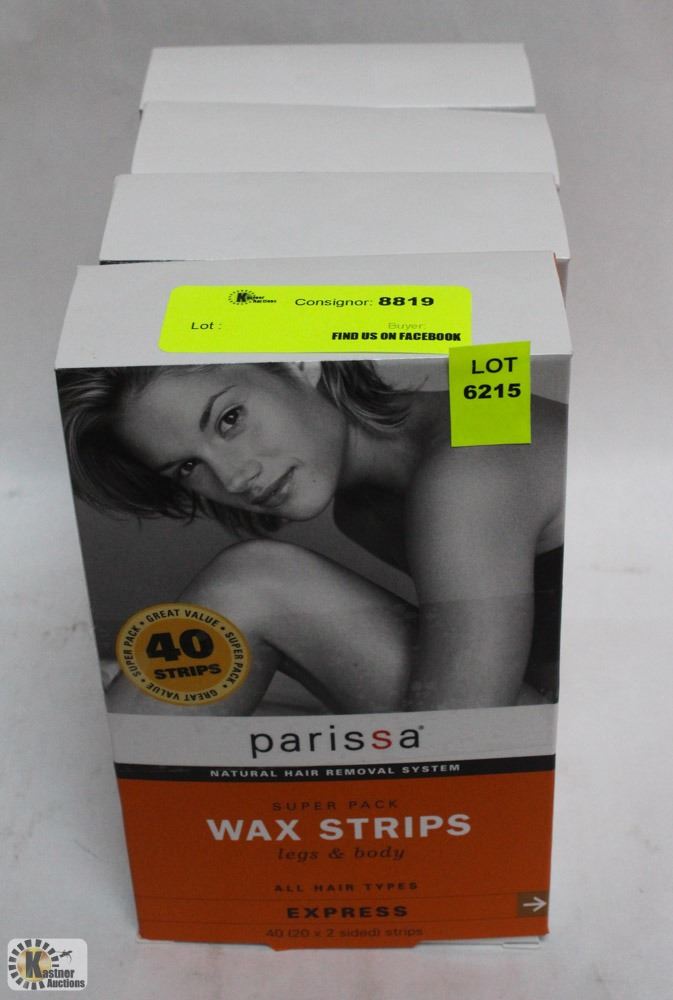 Kastner Auctions
Consignor: 8819
Lot :
Buyer:
FIND US ON FACEBOOK
LOT
6215
GREAT VALUE • SUPER PACK • GREAT VALUE • SUPER PACK •
40
STRIPS
parissa®
NATURAL HAIR REMOVAL SYSTEM
SUPER PACK
WAX STRIPS
legs & body
ALL HAIR TYPES
EXPRESS
40 (20 x 2 sided) strips
Kastner
Auctions